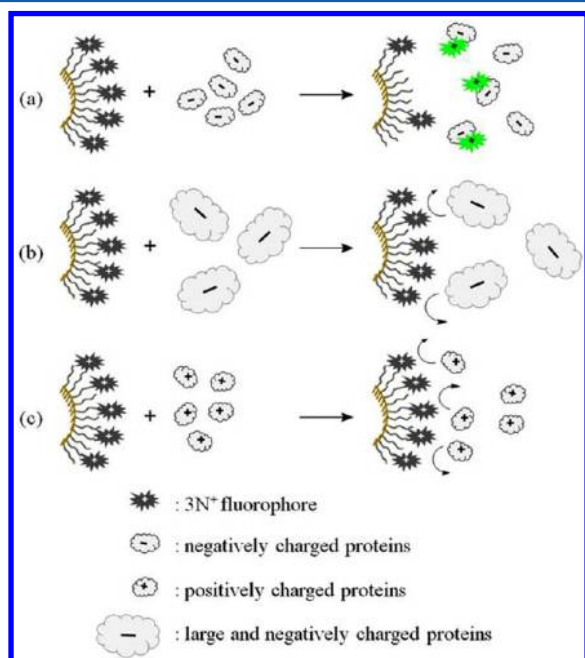 (a)
+
(b)
+
(c)
+
: 3N⁺ fluorophore
: negatively charged proteins
: positively charged proteins
: large and negatively charged proteins